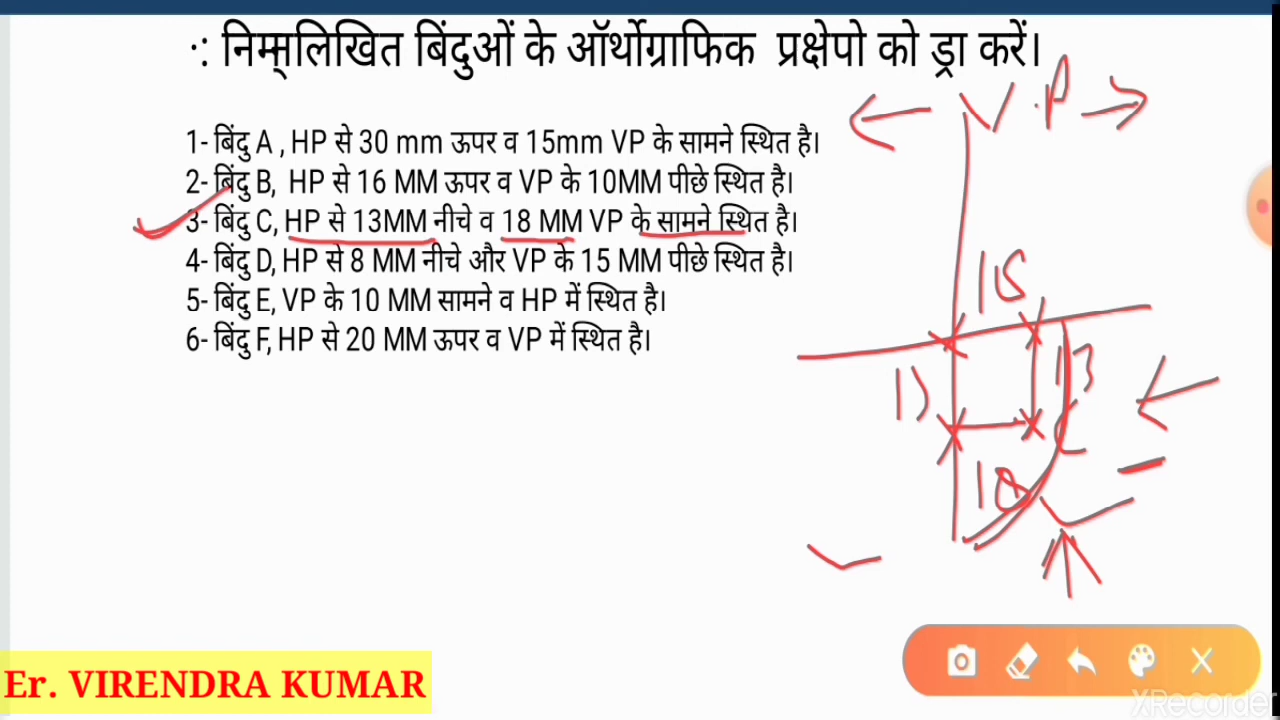 ∴ निम्म्नलिखित बिंदुओं के ऑर्थोग्राफिक प्रक्षेपो को ड्रा करें।
V.P
1- बिंदु A , HP से 30 mm ऊपर व 15mm VP के सामने स्थित है।
2- बिंदु B, HP से 16 MM ऊपर व VP के 10MM पीछे स्थित है।
3- बिंदु C, HP से 13MM नीचे व 18 MM VP के सामने स्थित है।
4- बिंदु D, HP से 8 MM नीचे और VP के 15 MM पीछे स्थित है।
5- बिंदु E, VP के 10 MM सामने व HP में स्थित है।
6- बिंदु F, HP से 20 MM ऊपर व VP में स्थित है।
18
13
13
C
18
Er. VIRENDRA KUMAR
XRecorder